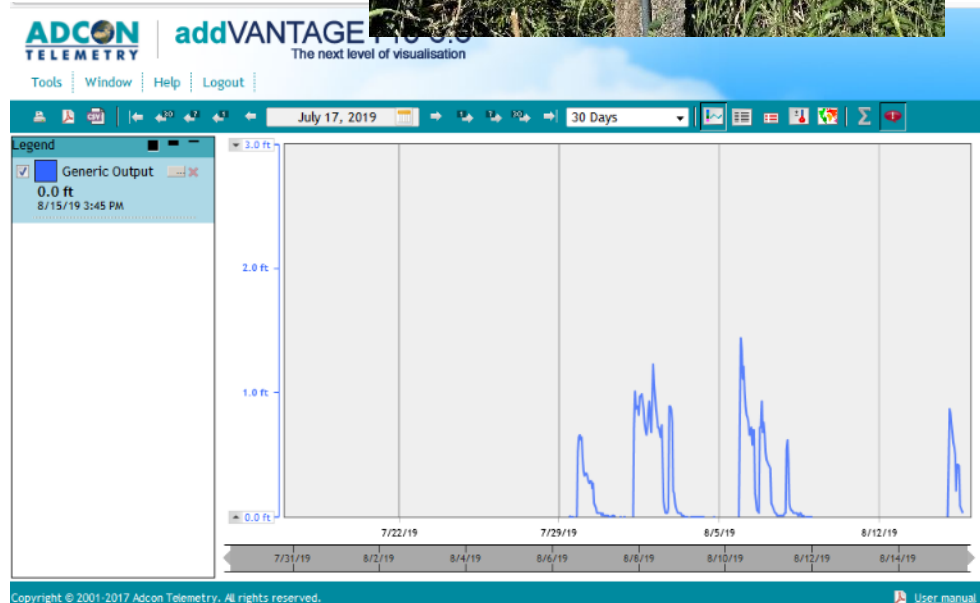 ADCON
TELEMETRY
addVANTAGE
The next level of visualisation
Tools Window Help Logout
CSV
July 17, 2019
30 Days
Legend
Generic Output
...
0.0 ft
8/15/19 3:45 PM
3.0 ft
2.0 ft
1.0 ft
0.0 ft
7/22/19 7/29/19 8/5/19 8/12/19
7/31/19 8/2/19 8/4/19 8/6/19 8/8/19 8/10/19 8/12/19 8/14/19
Copyright © 2001-2017 Adcon Telemetry. All rights reserved.
User manual